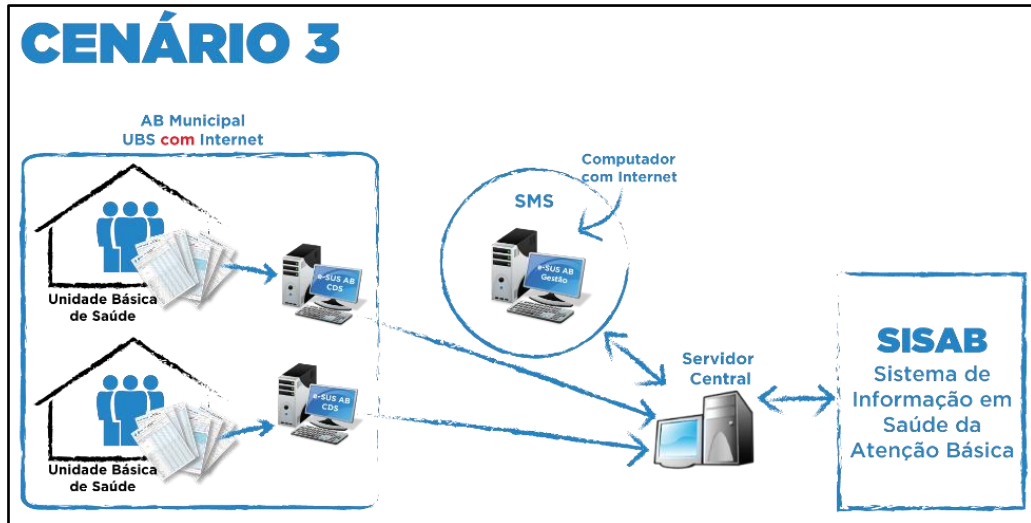 CENÁRIO 3
AB Municipal
UBS com Internet
Unidade Básica
de Saúde
e-SUS AB
CDS
Unidade Básica
de Saúde
e-SUS AB
CDS
SMS
e-SUS AB
Gestão
Computador
com Internet
Servidor
Central
SISAB
Sistema de
Informação em
Saúde da
Atenção Básica